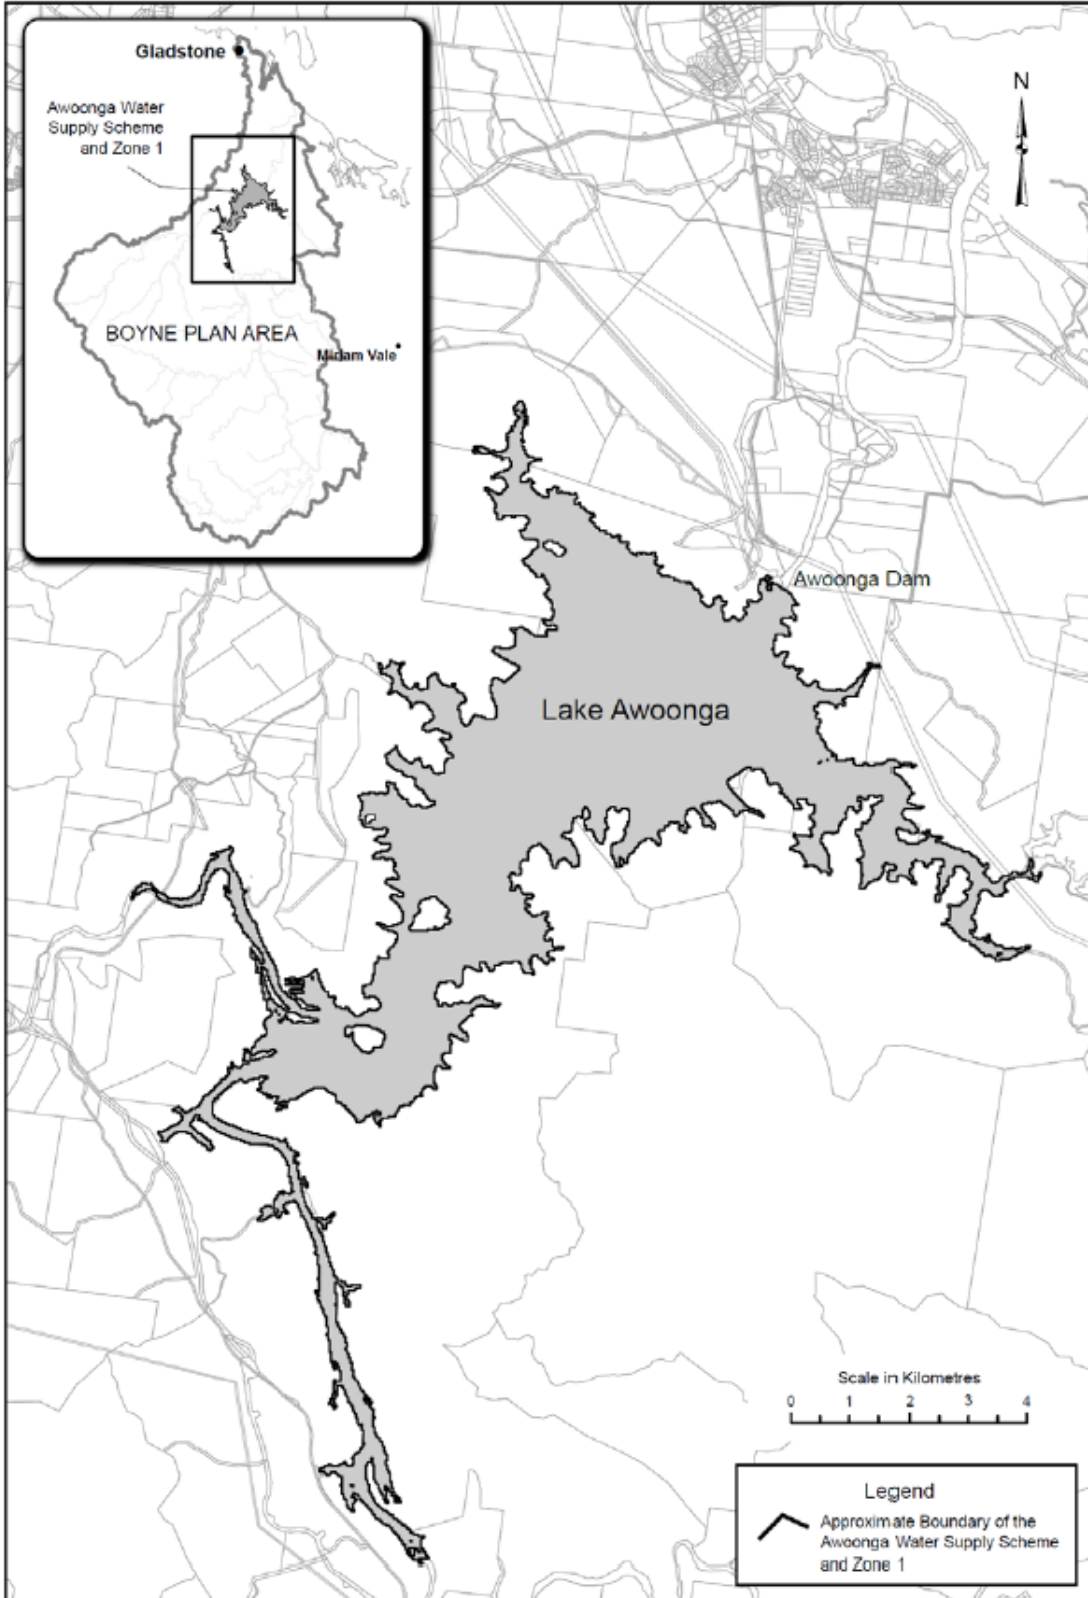 Gladstone
Awoonga Water
Supply Scheme
and Zone 1
BOYNE PLAN AREA
Miriam Vale
N
Awoonga Dam
Lake Awoonga
Scale in Kilometres
0 1 2 3 4
Legend
Approximate Boundary of the
Awoonga Water Supply Scheme
and Zone 1